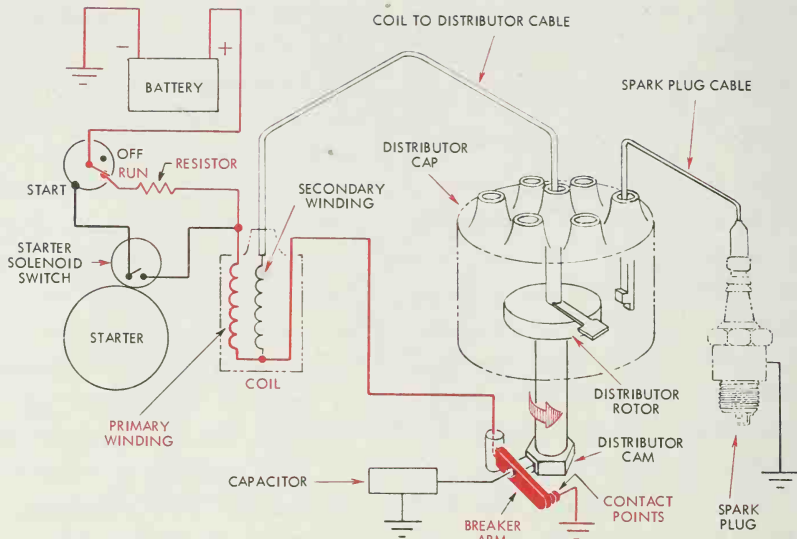 COIL TO DISTRIBUTOR CABLE
−
+
BATTERY
SPARK PLUG CABLE
OFF
RUN
RESISTOR
START
DISTRIBUTOR
CAP
SECONDARY
WINDING
STARTER
SOLENOID
SWITCH
STARTER
COIL
PRIMARY
WINDING
DISTRIBUTOR
ROTOR
DISTRIBUTOR
CAM
CAPACITOR
CONTACT
POINTS
BREAKER
ARM
SPARK
PLUG